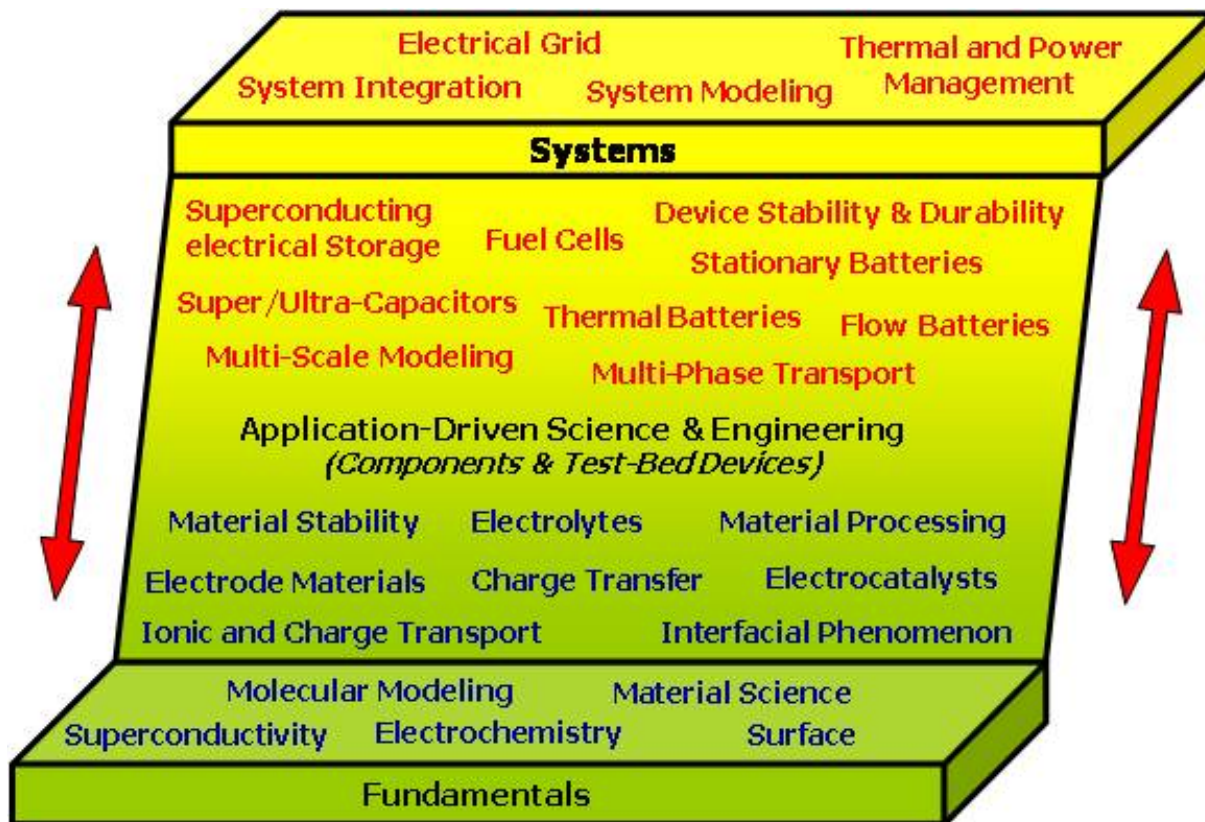 Electrical Grid
Thermal and Power
Management
System Integration
System Modeling
Systems
Superconducting
electrical Storage
Fuel Cells
Device Stability & Durability
Stationary Batteries
Super/Ultra-Capacitors
Thermal Batteries
Flow Batteries
Multi-Scale Modeling
Multi-Phase Transport
Application-Driven Science & Engineering
(Components & Test-Bed Devices)
Material Stability
Electrolytes
Material Processing
Electrode Materials
Charge Transfer
Electrocatalysts
Ionic and Charge Transport
Interfacial Phenomenon
Molecular Modeling
Material Science
Superconductivity
Electrochemistry
Surface
Fundamentals